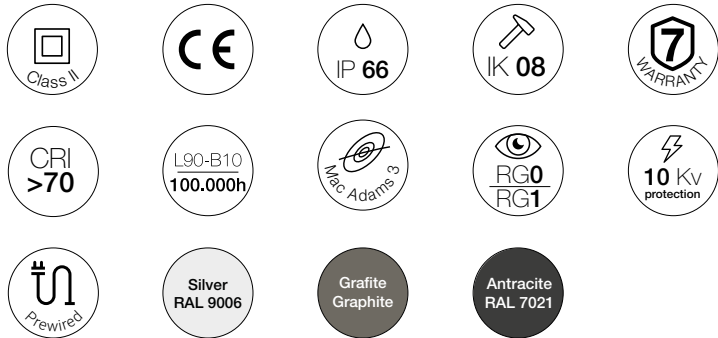 Class II
CE
IP 66
IK 08
7
WARRANTY
CRI
>70
L90-B10
100.000h
Mac Adams 3
RG0
RG1
10 Kv
protection
Prewired
Silver
RAL 9006
Grafite
Graphite
Antracite
RAL 7021